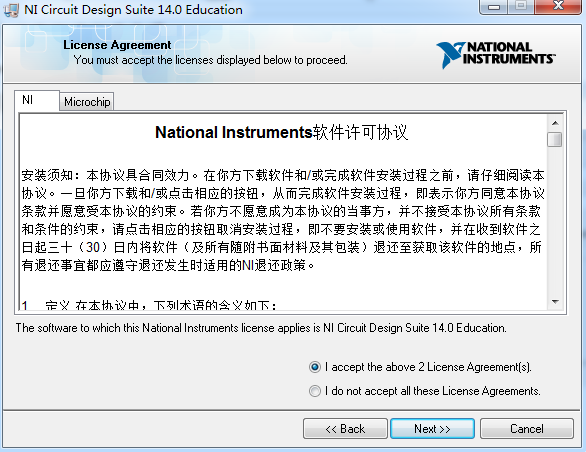 NI Circuit Design Suite 14.0 Education
License Agreement
You must accept the licenses displayed below to proceed.
NATIONAL
INSTRUMENTS
NI
Microchip
National Instruments软件许可协议
安装须知：本协议具合同效力。在你方下载软件和/或完成软件安装过程之前，请仔细阅读本
协议。一旦你方下载和/或点击相应的按钮，从而完成软件安装过程，即表示你方同意本协议
条款并愿意受本协议的约束。若你方不愿意成为本协议的当事方，并不接受本协议所有条款
和条件的约束，请点击相应的按钮取消安装过程，即不要安装或使用软件，并在收到软件之
日起三十（30）日内将软件（及所有随附书面材料及其包装）退还至获取该软件的地点，所
有退还事宜都应遵守退还发生时适用的NI退还政策。
1. 定义 在本协议中，下列术语的含义如下：
The software to which this National Instruments license applies is NI Circuit Design Suite 14.0 Education.
I accept the above 2 License Agreement(s).
I do not accept all these License Agreements.
<< Back
Next >>
Cancel